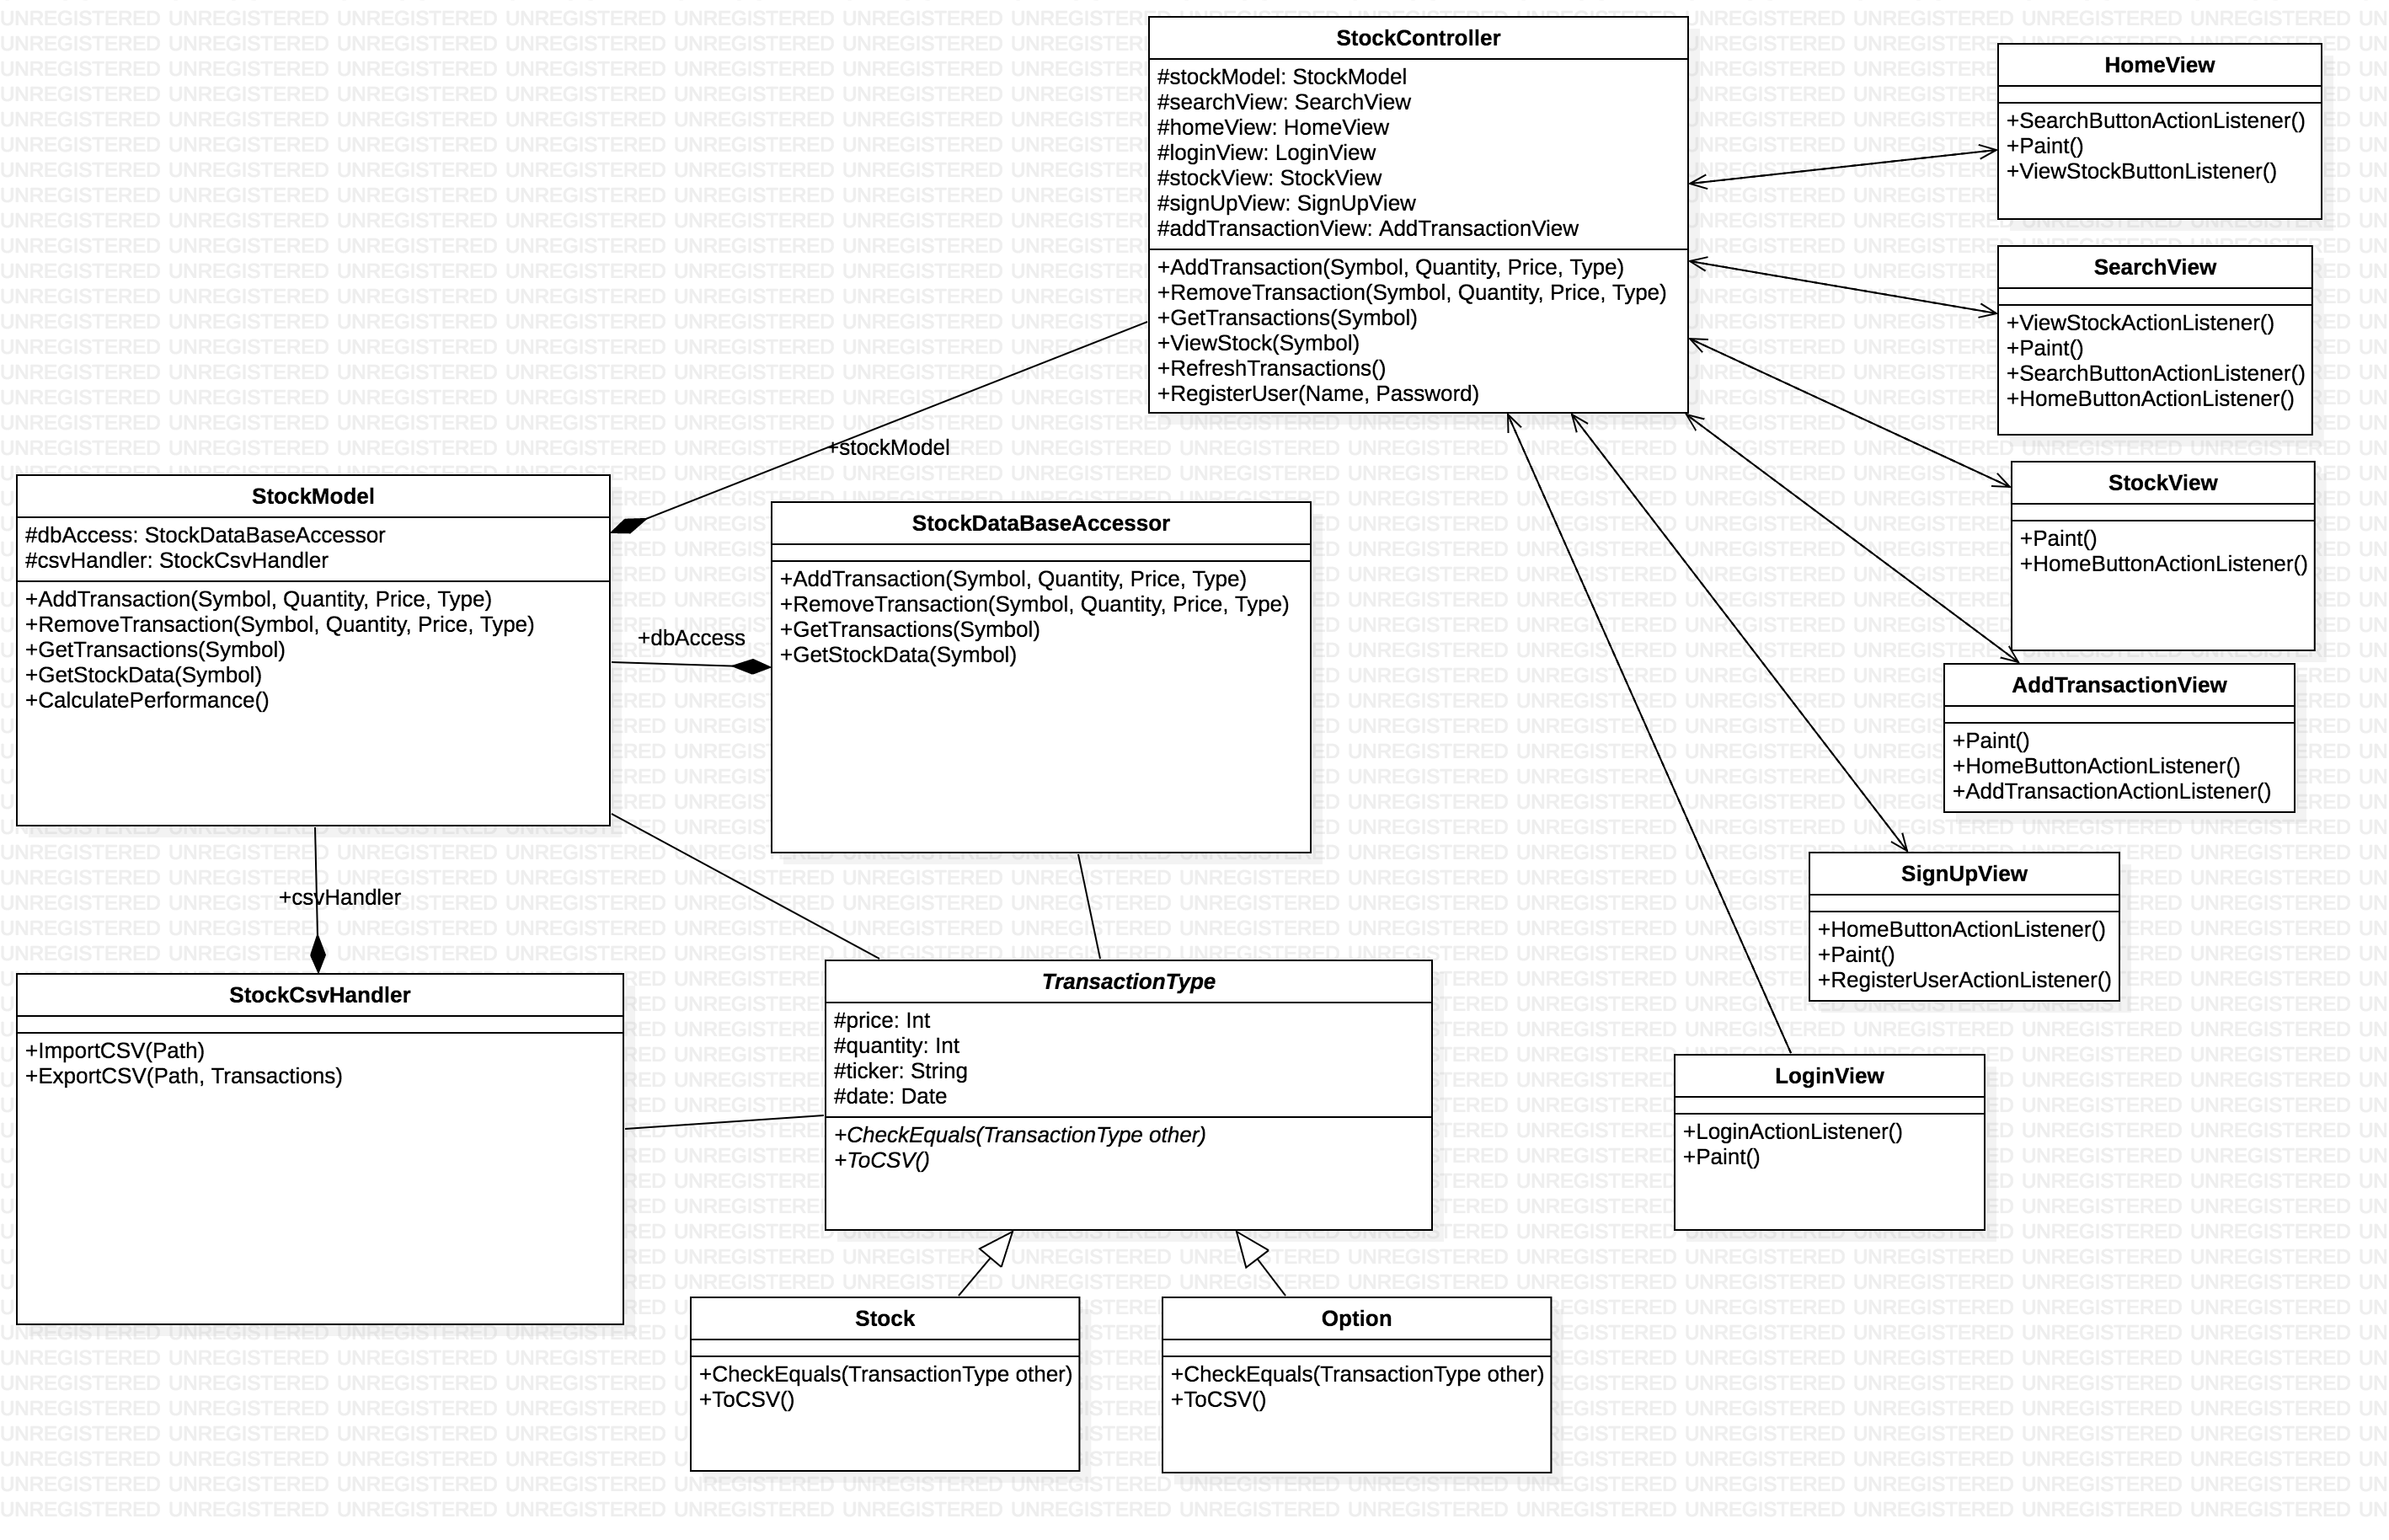 StockController
#stockModel: StockModel
#searchView: SearchView
#homeView: HomeView
#loginView: LoginView
#stockView: StockView
#signUpView: SignUpView
#addTransactionView: AddTransactionView
+AddTransaction(Symbol, Quantity, Price, Type)
+RemoveTransaction(Symbol, Quantity, Price, Type)
+GetTransactions(Symbol)
+ViewStock(Symbol)
+RefreshTransactions()
+RegisterUser(Name, Password)
HomeView
+SearchButtonActionListener()
+Paint()
+ViewStockButtonListener()
SearchView
+ViewStockActionListener()
+Paint()
+SearchButtonActionListener()
+HomeButtonActionListener()
+stockModel
StockModel
#dbAccess: StockDataBaseAccessor
#csvHandler: StockCsvHandler
+AddTransaction(Symbol, Quantity, Price, Type)
+RemoveTransaction(Symbol, Quantity, Price, Type)
+GetTransactions(Symbol)
+GetStockData(Symbol)
+CalculatePerformance()
+dbAccess
StockDataBaseAccessor
+AddTransaction(Symbol, Quantity, Price, Type)
+RemoveTransaction(Symbol, Quantity, Price, Type)
+GetTransactions(Symbol)
+GetStockData(Symbol)
StockView
+Paint()
+HomeButtonActionListener()
AddTransactionView
+Paint()
+HomeButtonActionListener()
+AddTransactionActionListener()
SignUpView
+HomeButtonActionListener()
+Paint()
+RegisterUserActionListener()
+csvHandler
StockCsvHandler
+ImportCSV(Path)
+ExportCSV(Path, Transactions)
TransactionType
#price: Int
#quantity: Int
#ticker: String
#date: Date
+CheckEquals(TransactionType other)
+ToCSV()
LoginView
+LoginActionListener()
+Paint()
Stock
+CheckEquals(TransactionType other)
+ToCSV()
Option
+CheckEquals(TransactionType other)
+ToCSV()
UNREGISTERED